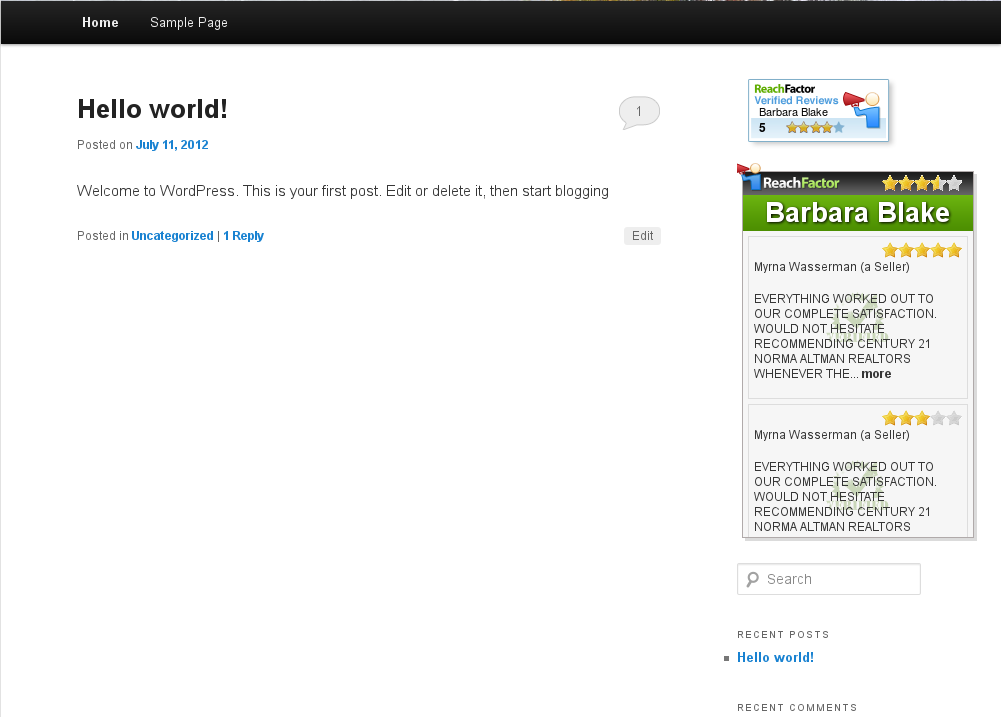 Home Sample Page
Hello world!
1
Posted on July 11, 2012
Welcome to WordPress. This is your first post. Edit or delete it, then start blogging
Posted in Uncategorized | 1 Reply
Edit
ReachFactor
Verified Reviews
Barbara Blake
5
ReachFactor
Barbara Blake
Myrna Wasserman (a Seller)
EVERYTHING WORKED OUT TO
OUR COMPLETE SATISFACTION.
WOULD NOT HESITATE
RECOMMENDING CENTURY 21
NORMA ALTMAN REALTORS
WHENEVER THE... more
Myrna Wasserman (a Seller)
EVERYTHING WORKED OUT TO
OUR COMPLETE SATISFACTION.
WOULD NOT HESITATE
RECOMMENDING CENTURY 21
NORMA ALTMAN REALTORS
Search
RECENT POSTS
Hello world!
RECENT COMMENTS